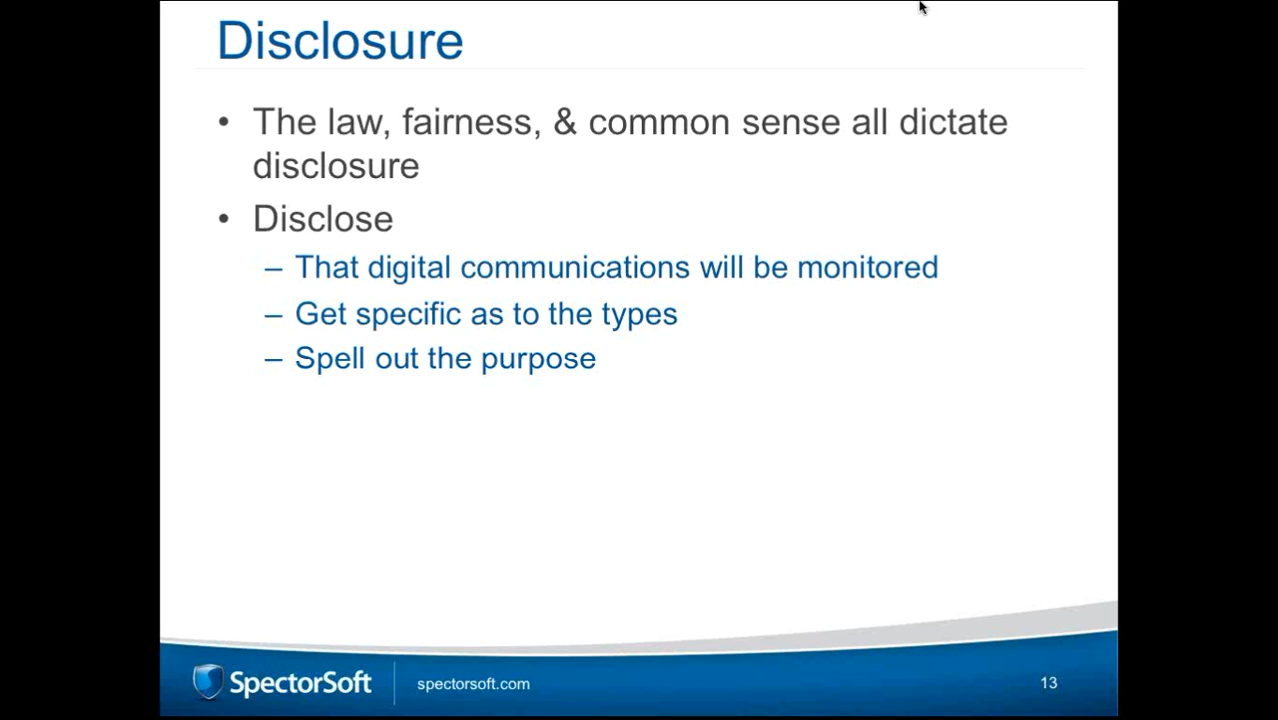 Disclosure
• The law, fairness, & common sense all dictate
disclosure
• Disclose
– That digital communications will be monitored
– Get specific as to the types
– Spell out the purpose
SpectorSoft
spectorsoft.com
13